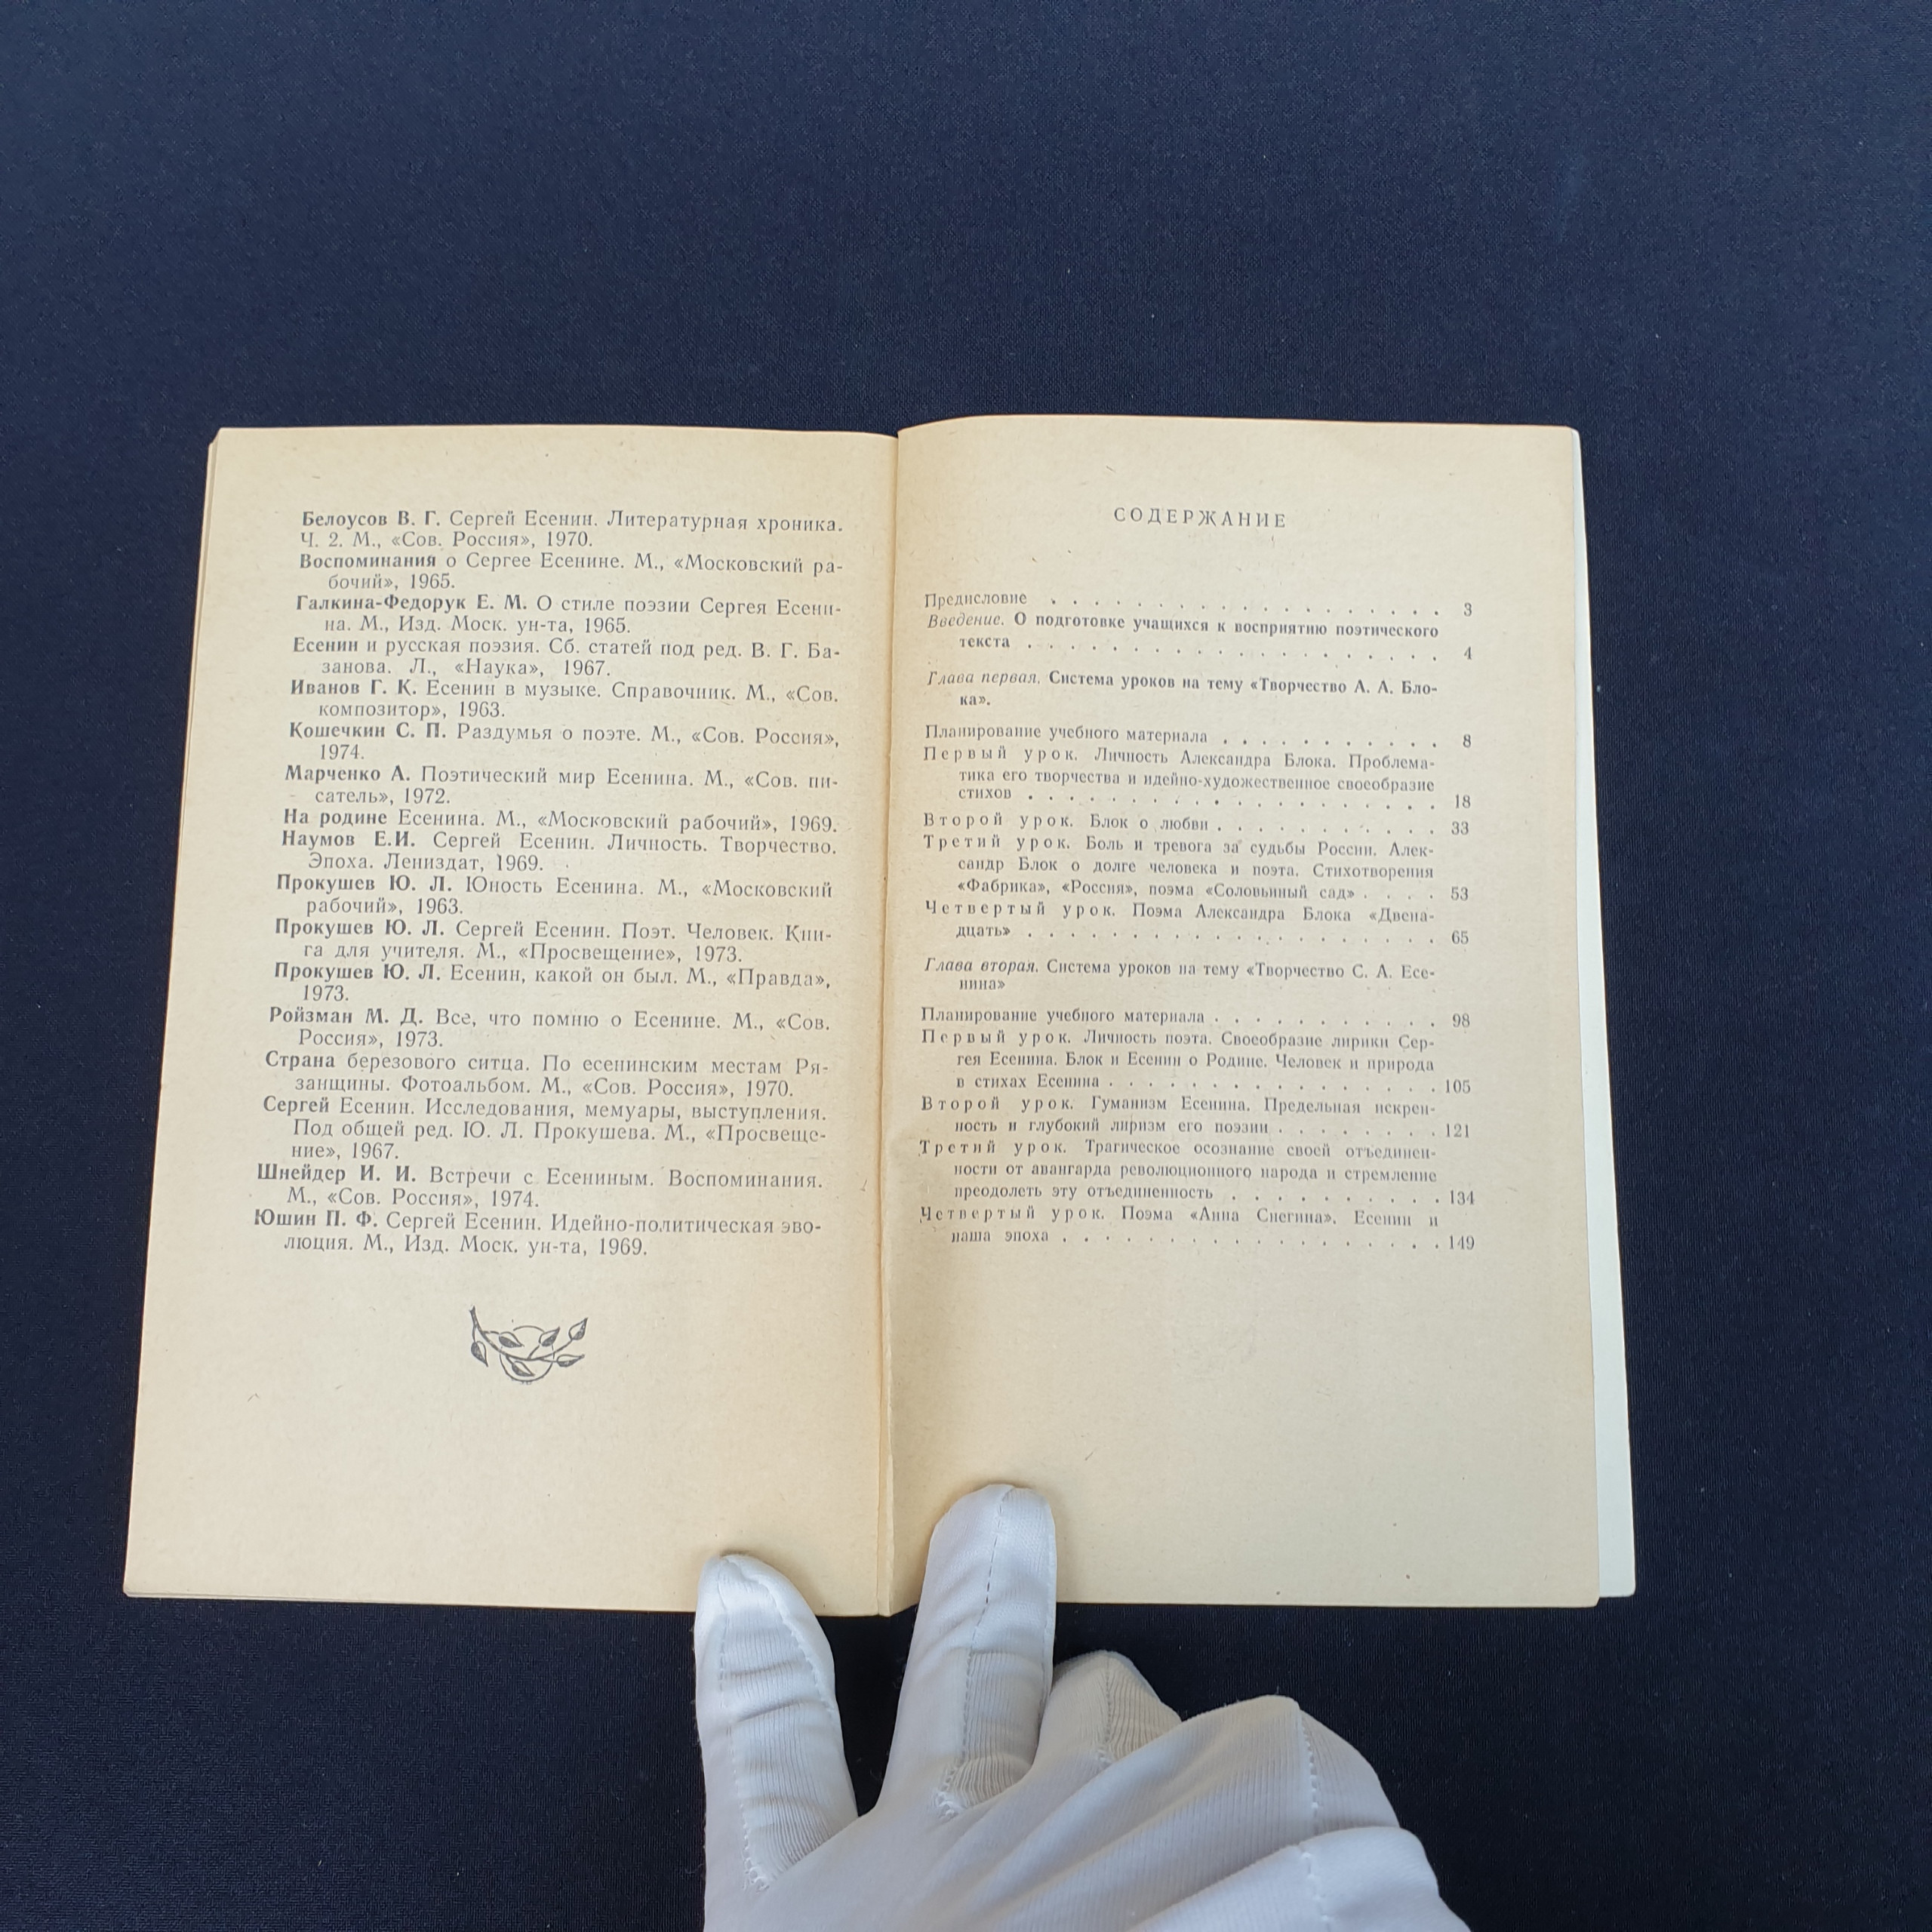 Белоусов В. Г. Сергей Есенин. Литературная хроника.
Ч. 2. М., «Сов. Россия», 1970.
Воспоминания о Сергее Есенине. М., «Московский ра-
бочий», 1965.
Галкина-Федорук Е. М. О стиле поэзии Сергея Есени-
на. М., Изд. Моск. ун-та, 1965.
Есенин и русская поэзия. Сб. статей под ред. В. Г. Ба-
занова. Л., «Наука», 1967.
Иванов Г. К. Есенин в музыке. Справочник. М., «Сов.
композитор», 1963.
Кошечкин С. П. Раздумья о поэте. М., «Сов. Россия»,
1974.
Марченко А. Поэтический мир Есенина. М., «Сов. пи-
сатель», 1972.
На родине Есенина. М., «Московский рабочий», 1969.
Наумов Е.И. Сергей Есенин. Личность. Творчество.
Эпоха. Лениздат, 1969.
Прокушев Ю. Л. Юность Есенина. М., «Московский
рабочий», 1963.
Прокушев Ю. Л. Сергей Есенин. Поэт. Человек. Кни-
га для учителя. М., «Просвещение», 1973.
Прокушев Ю. Л. Есенин, какой он был. М., «Правда»,
1973.
Ройзман М. Д. Все, что помню о Есенине. М., «Сов.
Россия», 1973.
Страна березового ситца. По есенинским местам Ря-
занщины. Фотоальбом. М., «Сов. Россия», 1970.
Сергей Есенин. Исследования, мемуары, выступления.
Под общей ред. Ю. Л. Прокушева. М., «Просвеще-
ние», 1967.
Шнейдер И. И. Встречи с Есениным. Воспоминания.
М., «Сов. Россия», 1974.
Юшин П. Ф. Сергей Есенин. Идейно-политическая эво-
люция. М., Изд. Моск. ун-та, 1969.
СОДЕРЖАНИЕ
Предисловие . . . . . . . . . . . . . . . . 3
Введение. О подготовке учащихся к восприятию поэтического
текста . . . . . . . . . . . . . . . . 4
Глава первая. Система уроков на тему «Творчество А. А. Бло-
ка».
Планирование учебного материала . . . . . . . . . . 8
Первый урок. Личность Александра Блока. Проблема-
тика его творчества и идейно-художественное своеобразие
стихов . . . . . . . . . . . . . . . . 18
Второй урок. Блок о любви . . . . . . . . . . 33
Третий урок. Боль и тревога за судьбы России. Алек-
сандр Блок о долге человека и поэта. Стихотворения
«Фабрика», «Россия», поэма «Соловьиный сад» . . . . 53
Четвертый урок. Поэма Александра Блока «Двена-
дцать» . . . . . . . . . . . . . . . . 65
Глава вторая. Система уроков на тему «Творчество С. А. Есе-
нина»
Планирование учебного материала . . . . . . . . . . 98
Первый урок. Личность поэта. Своеобразие лирики Сер-
гея Есенина. Блок и Есенин о Родине. Человек и природа
в стихах Есенина . . . . . . . . . . . . . 105
Второй урок. Гуманизм Есенина. Предельная искрен-
ность и глубокий лиризм его поэзии . . . . . . . . 121
Третий урок. Трагическое осознание своей отъединен-
ности от авангарда революционного народа и стремление
преодолеть эту отъединенность . . . . . . . . . . 134
Четвертый урок. Поэма «Анна Снегина». Есенин и
наша эпоха . . . . . . . . . . . . . . . 149